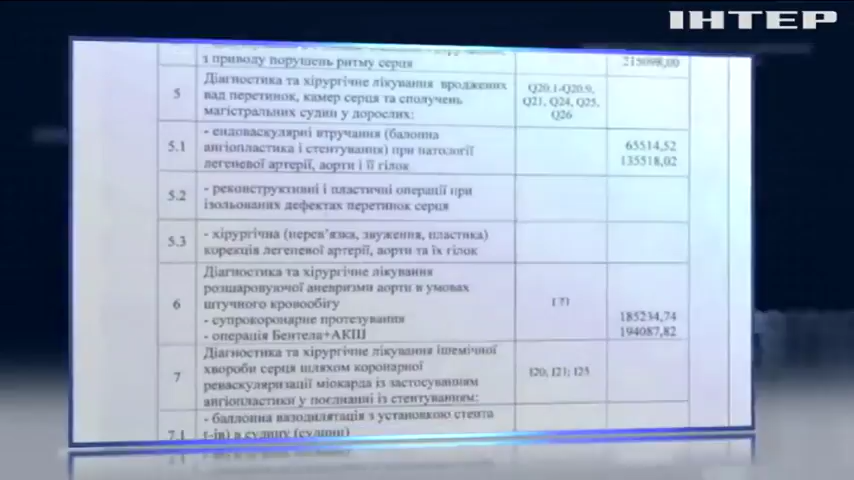 ІНТЕР
з приводу порушень ритму серця
215098,00
5
Діагностика та хірургічне лікування вроджених
вад перетинок, камер серця та сполучень
магістральних судин у дорослих:
Q20.1-Q20.9,
Q21, Q24, Q25,
Q26
5.1
- ендоваскулярні втручання (балонна
ангіопластика і стентування) при патології
легеневої артерії, аорти і її гілок
65514,52
135518,02
5.2
- реконструктивні і пластичні операції при
ізольованих дефектах перетинок серця
5.3
- хірургічна (перев’язка, звуження, пластика)
корекція легеневої артерії, аорти та їх гілок
6
Діагностика та хірургічне лікування
розшаровуючої аневризми аорти в умовах
штучного кровообігу
- супрокоронарне протезування
- операція Бентела+АКШ
I 71
185234,74
194087,82
7
Діагностика та хірургічне лікування ішемічної
хвороби серця шляхом коронарної
реваскуляризації міокарда із застосуванням
ангіопластики у поєднанні із стентуванням:
I20; I21; I25
7.1
- баллонна вазодилятація з установкою стента
(-ів) в судину (судини)